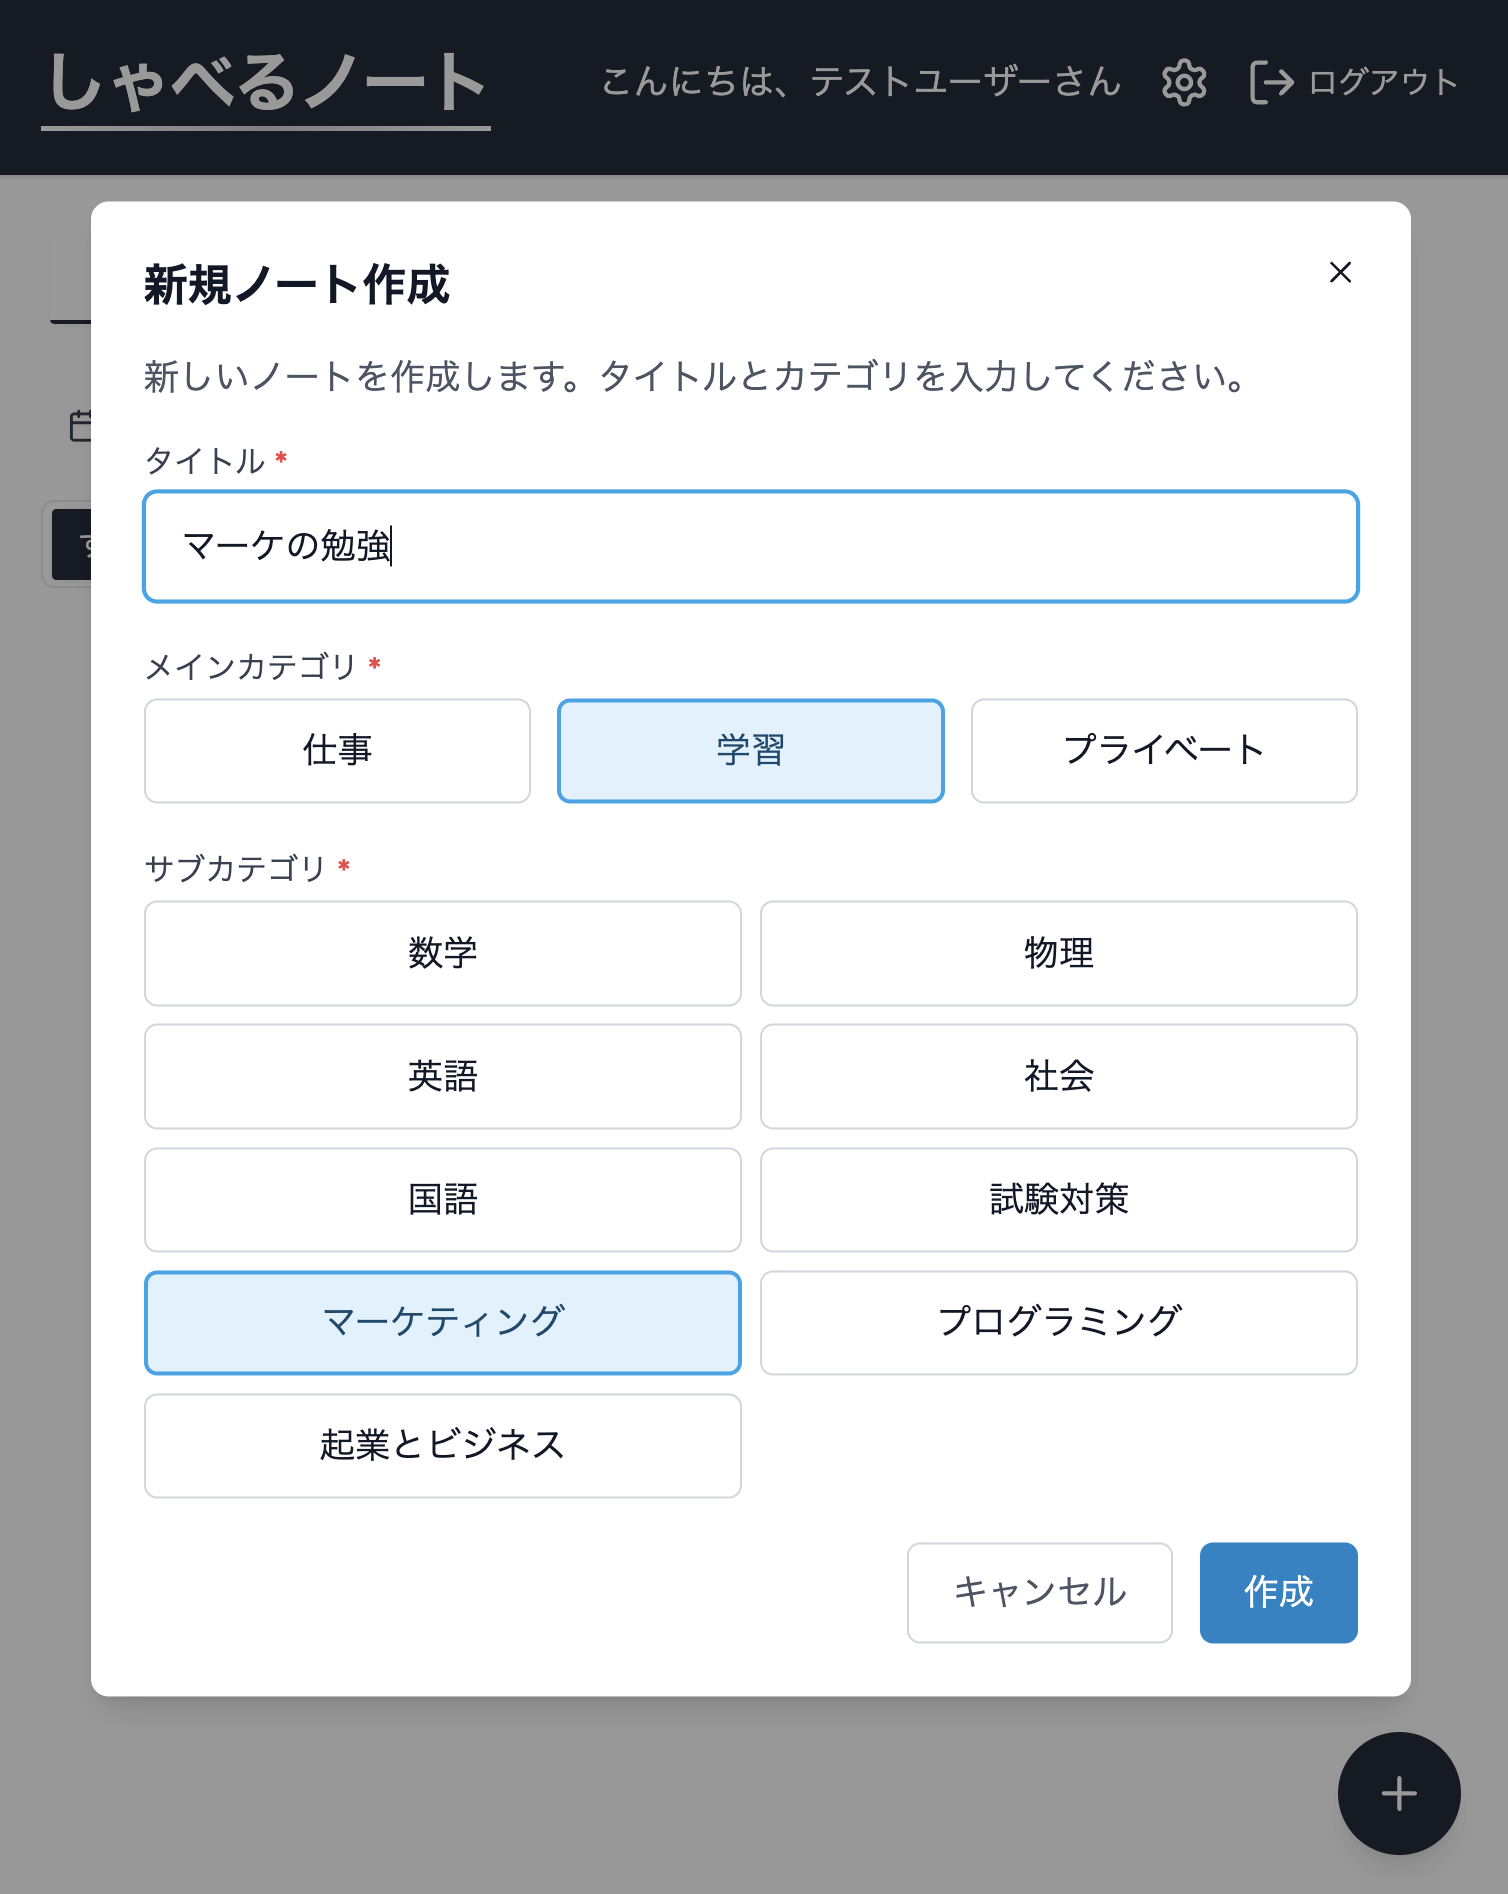 しゃべるノート
こんにちは、テストユーザーさん
ログアウト
新規ノート作成
新しいノートを作成します。タイトルとカテゴリを入力してください。
タイトル *
マーケの勉強
メインカテゴリ *
仕事
学習
プライベート
サブカテゴリ *
数学
物理
英語
社会
国語
試験対策
マーケティング
プログラミング
起業とビジネス
キャンセル
作成